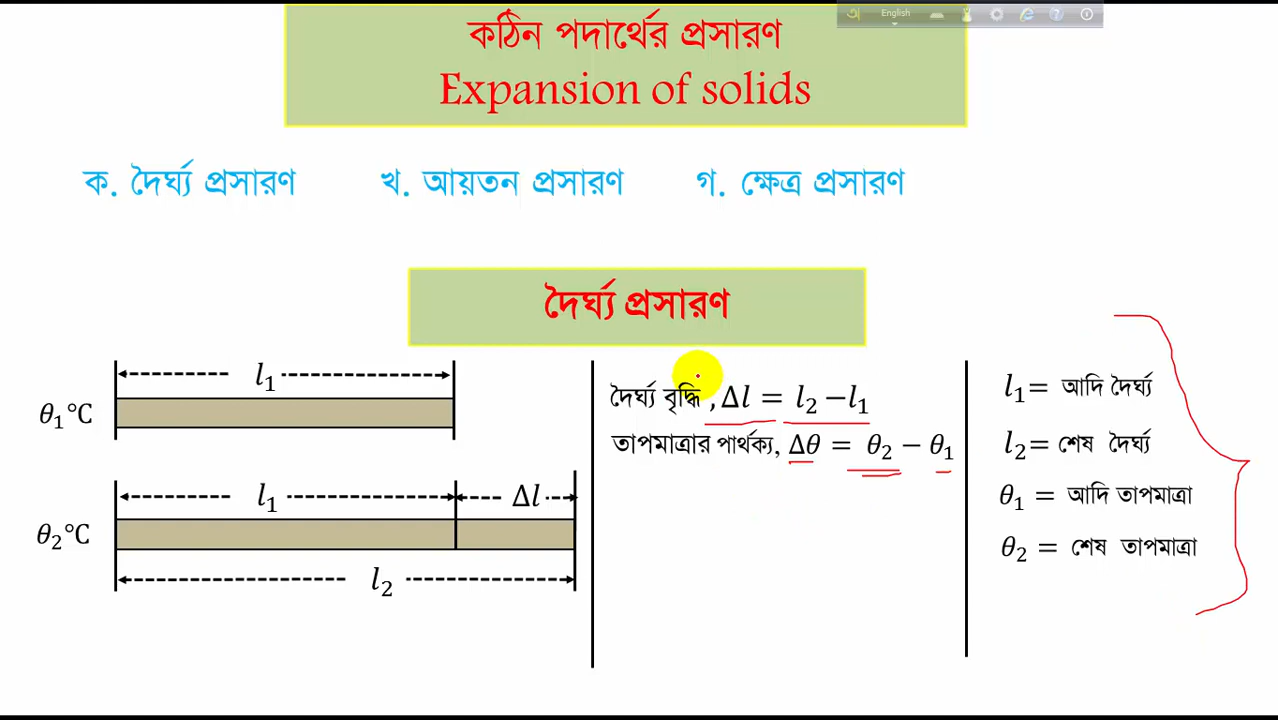 English
কঠিন পদার্থের প্রসারণ
Expansion of solids
ক. দৈর্ঘ্য প্রসারণ খ. আয়তন প্রসারণ গ. ক্ষেত্র প্রসারণ
দৈর্ঘ্য প্রসারণ
θ₁°C
l₁
θ₂°C
l₁ Δl
l₂
দৈর্ঘ্য বৃদ্ধি , Δl = l₂ − l₁
তাপমাত্রার পার্থক্য, Δθ = θ₂ − θ₁
l₁ = আদি দৈর্ঘ্য
l₂ = শেষ দৈর্ঘ্য
θ₁ = আদি তাপমাত্রা
θ₂ = শেষ তাপমাত্রা